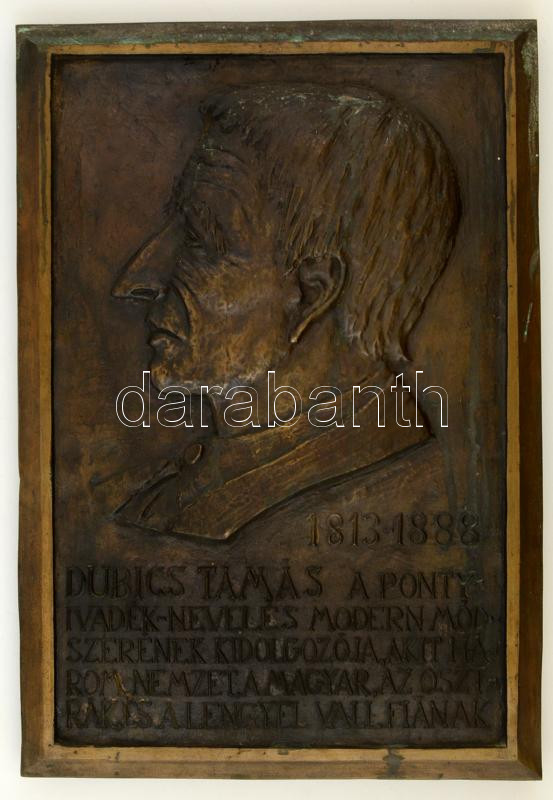 darabanth
1813-1888
DUBICS TAMÁS A PONTY-
IVADÉK-NEVELÉS MODERN MÓD-
SZERÉNEK KIDOLGOZÓJA, AKIT HÁ-
ROM NEMZET, A MAGYAR, AZ OSZT-
RÁK, ÉS A LENGYEL VALL FIÁNAK